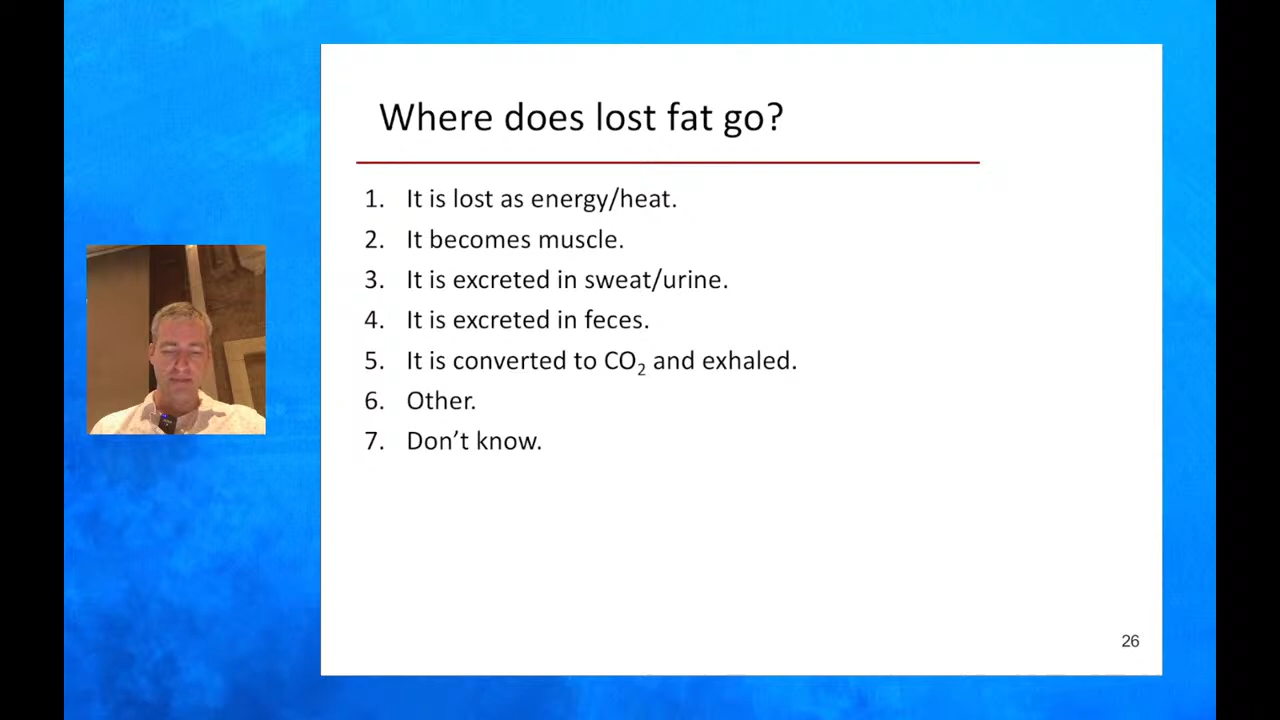 Where does lost fat go?
1. It is lost as energy/heat.
2. It becomes muscle.
3. It is excreted in sweat/urine.
4. It is excreted in feces.
5. It is converted to CO₂ and exhaled.
6. Other.
7. Don’t know.
26